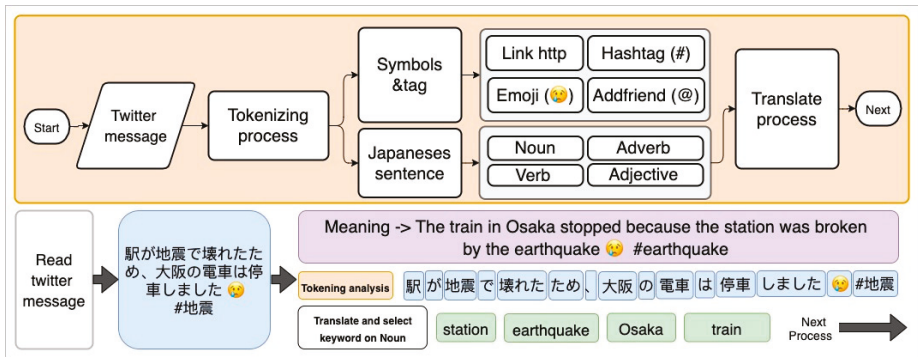 Start
Twitter
message
Tokenizing
process
Symbols
&tag
Link http
Hashtag (#)
Emoji (😢)
Addfriend (@)
Japaneses
sentence
Noun
Adverb
Verb
Adjective
Translate
process
Next
Read
twitter
message
駅が地震で壊れたた
め、大阪の電車は停
車しました 😢
#地震
Meaning -> The train in Osaka stopped because the station was broken
by the earthquake 😢 #earthquake
Tokening analysis
駅 が 地震 で 壊れた ため 、 大阪 の 電車 は 停車 しました 😢 #地震
Translate and select
keyword on Noun
station
earthquake
Osaka
train
Next
Process